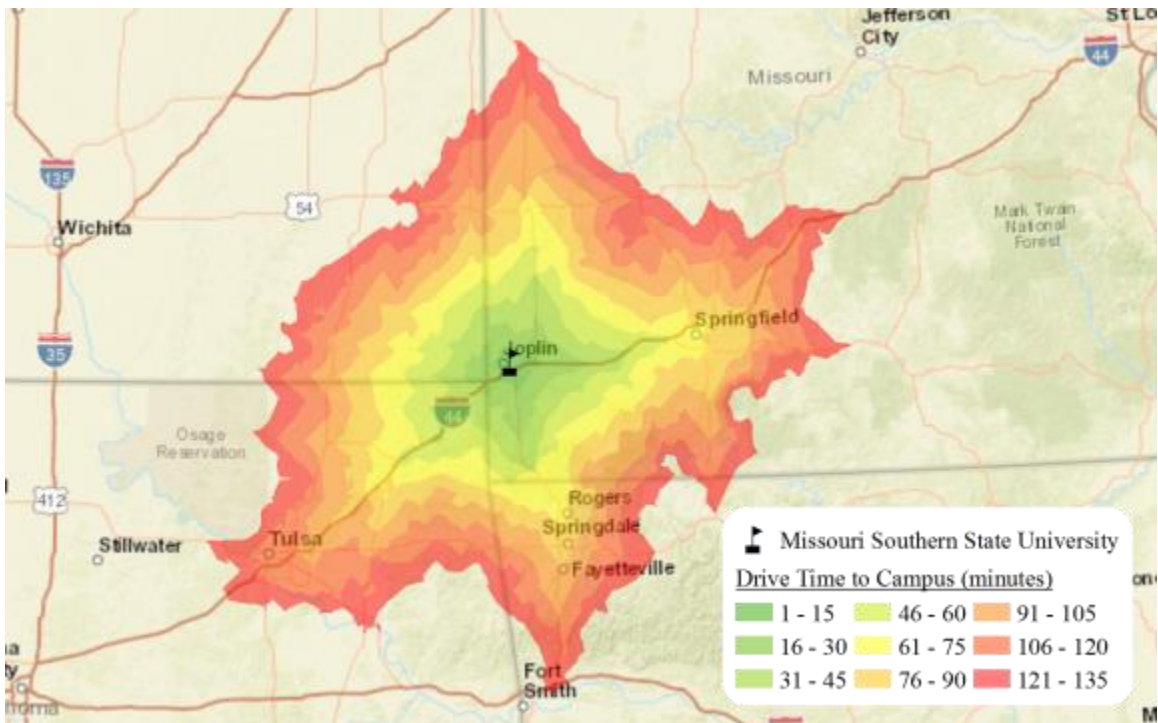 Jefferson
City
St Lo
44
Missouri
135
54
Wichita
Mark Twain
National
Forest
Springfield
35
Joplin
44
Osage
Reservation
412
Rogers
Springdale
Stillwater
Tulsa
Fayetteville
Fort
Smith
Missouri Southern State University
Drive Time to Campus (minutes)
1 - 15 46 - 60 91 - 105
16 - 30 61 - 75 106 - 120
31 - 45 76 - 90 121 - 135